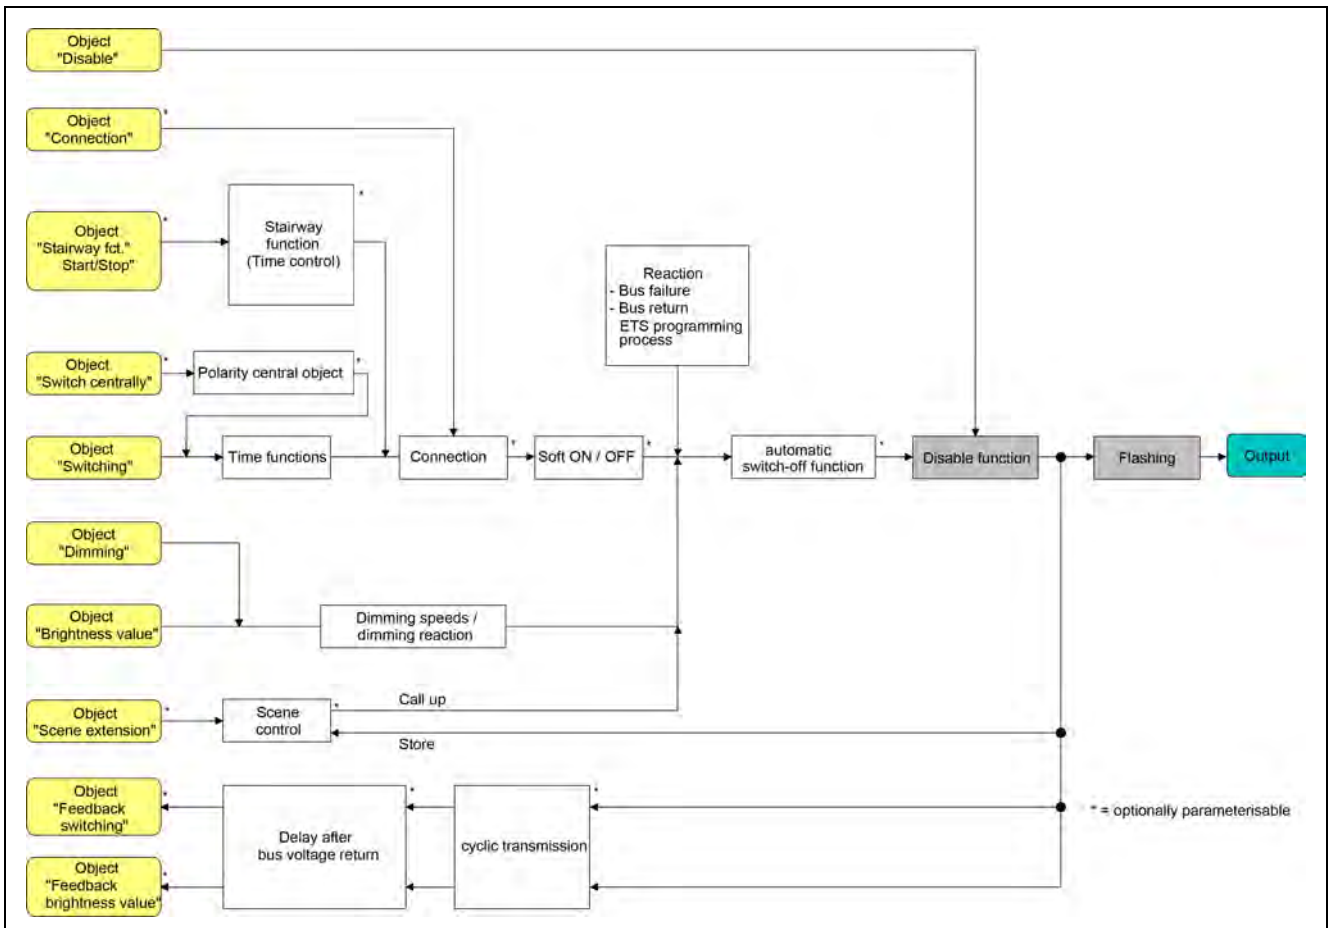 Object
"Disable"
Object
"Connection"
*
Object
"Stairway fct."
Start/Stop"
*
Stairway
function
(Time control)
*
Reaction
- Bus failure
- Bus return
ETS programming
process
Object
"Switch centrally"
*
Polarity central object
*
Object
"Switching"
Time functions
Connection
*
Soft ON / OFF
*
automatic
switch-off function
*
Disable function
Flashing
Output
Object
"Dimming"
Object
"Brightness value"
Dimming speeds /
dimming reaction
Object
"Scene extension"
*
Scene
control
*
Call up
Store
Object
"Feedback
switching"
*
Delay after
bus voltage return
*
cyclic transmission
*
* = optionally parameterisable
Object
"Feedback
brightness value"
*